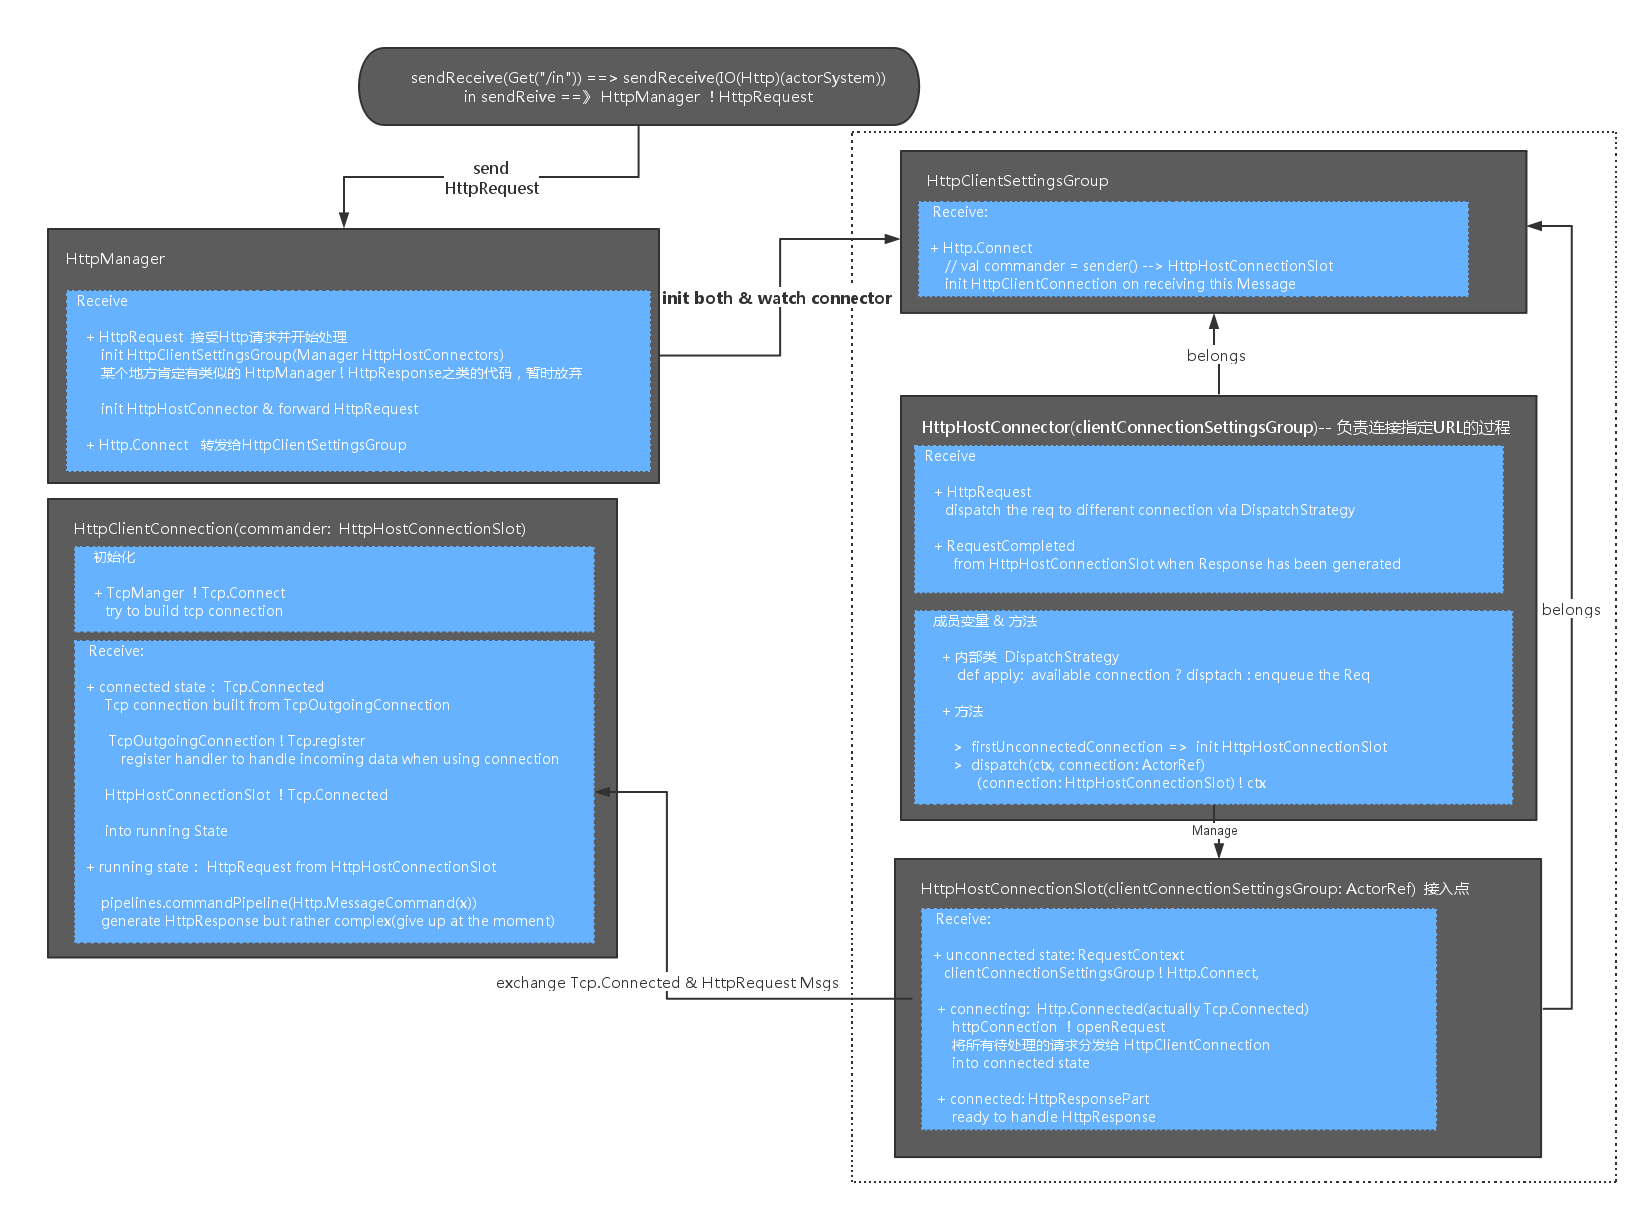 sendReceive(Get("/in")) ==> sendReceive(IO(Http)(actorSystem))
in sendReive ==》 HttpManager ! HttpRequest
send
HttpRequest
HttpManager
Receive
+ HttpRequest 接受Http请求并开始处理
init HttpClientSettingsGroup(Manager HttpHostConnectors)
某个地方肯定有类似的 HttpManager ! HttpResponse之类的代码，暂时放弃
init HttpHostConnector & forward HttpRequest
+ Http.Connect 转发给HttpClientSettingsGroup
init both & watch connector
HttpClientSettingsGroup
Receive:
+ Http.Connect
// val commander = sender() --> HttpHostConnectionSlot
init HttpClientConnection on receiving this Message
belongs
HttpHostConnector(clientConnectionSettingsGroup)-- 负责连接指定URL的过程
Receive
+ HttpRequest
dispatch the req to different connection via DispatchStrategy
+ RequestCompleted
from HttpHostConnectionSlot when Response has been generated
成员变量 & 方法
+ 内部类 DispatchStrategy
def apply: available connection ? disptach : enqueue the Req
+ 方法
> firstUnconnectedConnection => init HttpHostConnectionSlot
> dispatch(ctx, connection: ActorRef)
(connection: HttpHostConnectionSlot) ! ctx
belongs
Manage
HttpHostConnectionSlot(clientConnectionSettingsGroup: ActorRef) 接入点
Receive:
+ unconnected state: RequestContext
clientConnectionSettingsGroup ! Http.Connect,
+ connecting: Http.Connected(actually Tcp.Connected)
httpConnection ! openRequest
将所有待处理的请求分发给 HttpClientConnection
into connected state
+ connected: HttpResponsePart
ready to handle HttpResponse
HttpClientConnection(commander: HttpHostConnectionSlot)
初始化
+ TcpManger ! Tcp.Connect
try to build tcp connection
Receive:
+ connected state : Tcp.Connected
Tcp connection built from TcpOutgoingConnection
TcpOutgoingConnection ! Tcp.register
register handler to handle incoming data when using connection
HttpHostConnectionSlot ! Tcp.Connected
into running State
+ running state : HttpRequest from HttpHostConnectionSlot
pipelines.commandPipeline(Http.MessageCommand(x))
generate HttpResponse but rather complex(give up at the moment)
exchange Tcp.Connected & HttpRequest Msgs